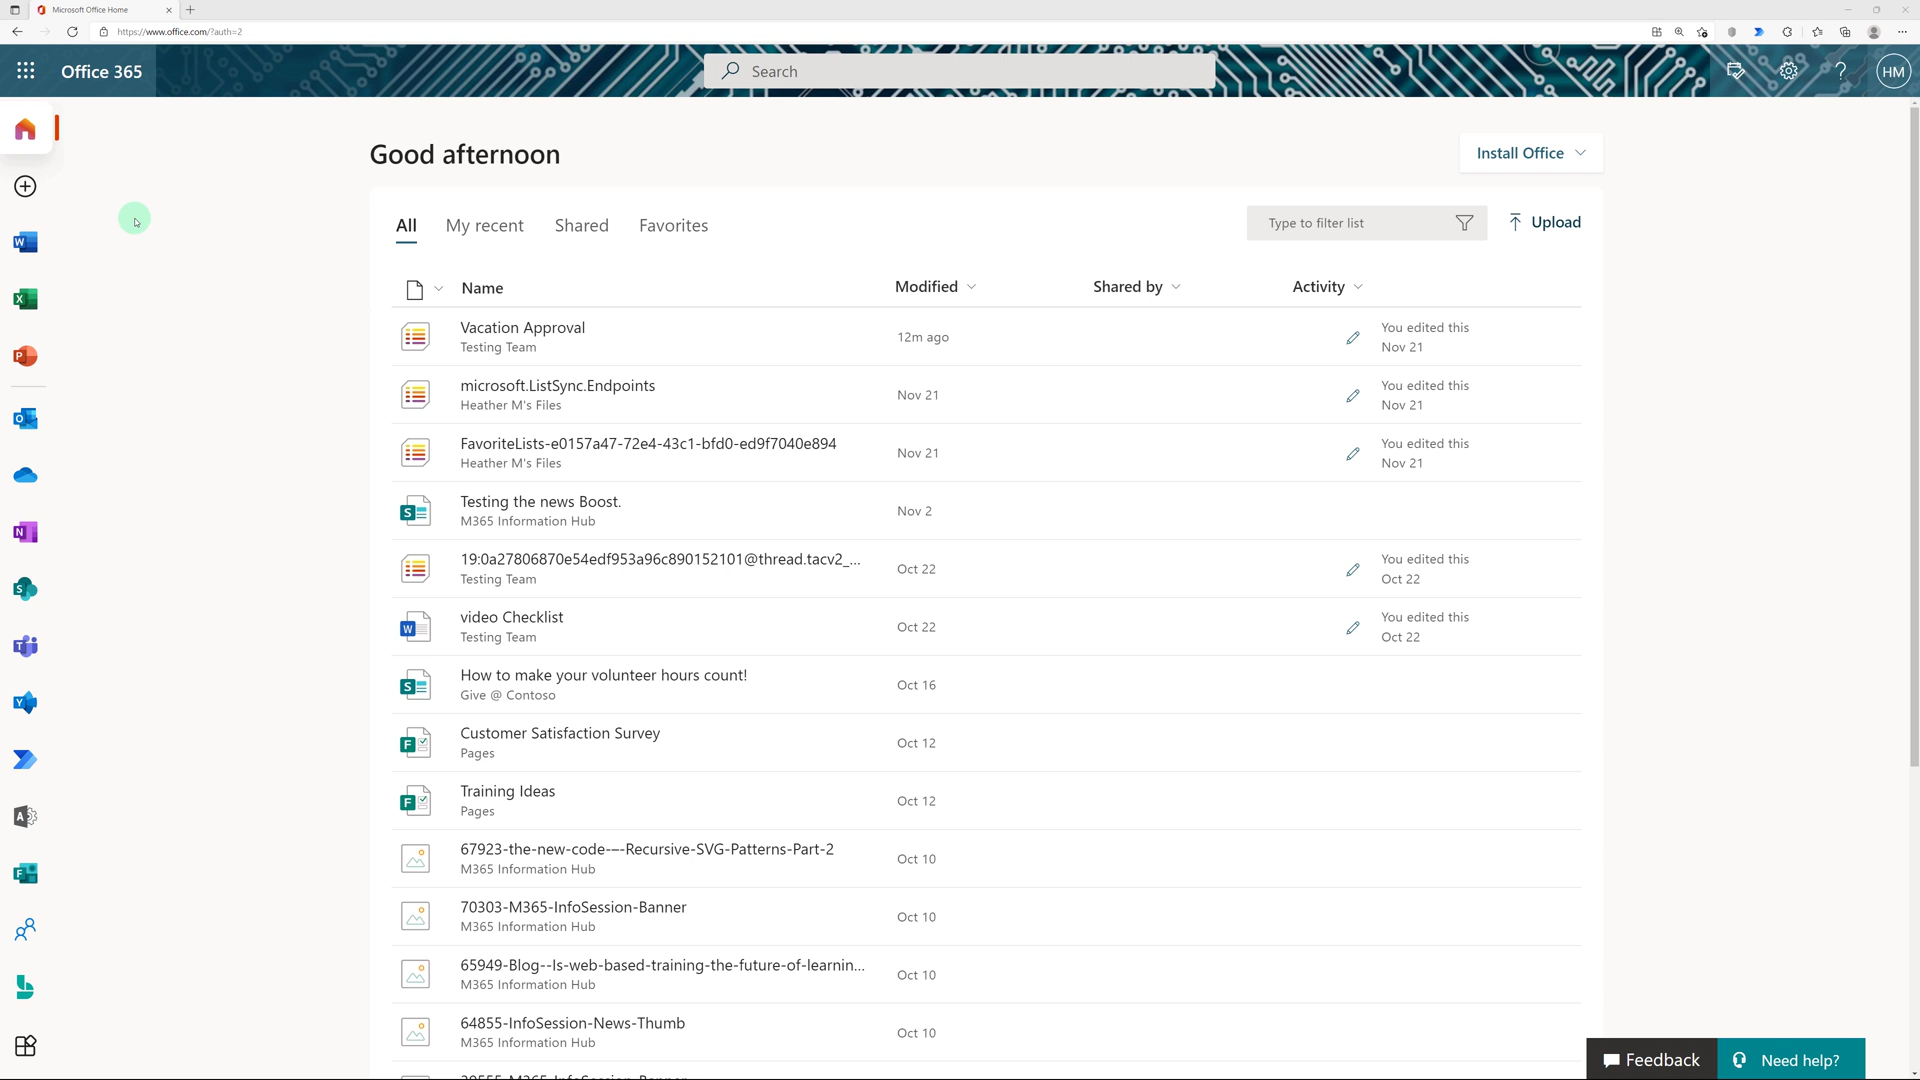 Microsoft Office Home
https://www.office.com/?auth=2
Office 365
Search
HM
Good afternoon
Install Office
All My recent Shared Favorites
Type to filter list
Upload
Name Modified Shared by Activity
Vacation Approval
Testing Team
12m ago
You edited this
Nov 21
microsoft.ListSync.Endpoints
Heather M's Files
Nov 21
You edited this
Nov 21
FavoriteLists-e0157a47-72e4-43c1-bfd0-ed9f7040e894
Heather M's Files
Nov 21
You edited this
Nov 21
Testing the news Boost.
M365 Information Hub
Nov 2
19:0a27806870e54edf953a96c890152101@thread.tacv2_...
Testing Team
Oct 22
You edited this
Oct 22
video Checklist
Testing Team
Oct 22
You edited this
Oct 22
How to make your volunteer hours count!
Give @ Contoso
Oct 16
Customer Satisfaction Survey
Pages
Oct 12
Training Ideas
Pages
Oct 12
67923-the-new-code-–-Recursive-SVG-Patterns-Part-2
M365 Information Hub
Oct 10
70303-M365-InfoSession-Banner
M365 Information Hub
Oct 10
65949-Blog--Is-web-based-training-the-future-of-learnin...
M365 Information Hub
Oct 10
64855-InfoSession-News-Thumb
M365 Information Hub
Oct 10
Feedback
Need help?